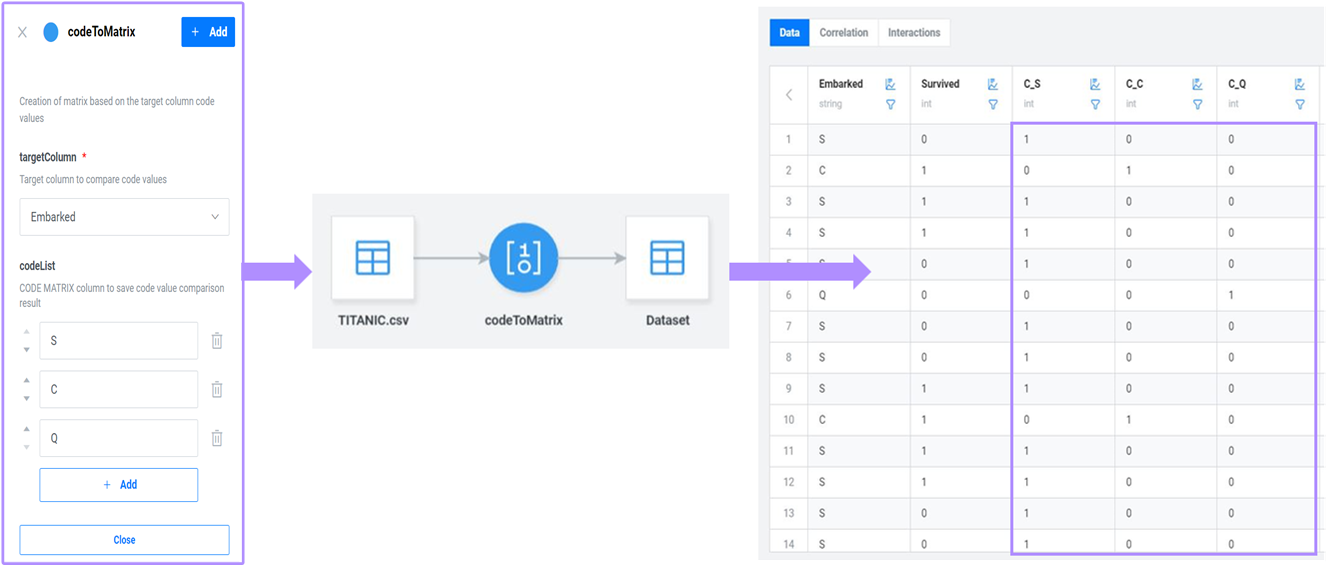 codeToMatrix
+ Add
Creation of matrix based on the target column code
values
targetColumn *
Target column to compare code values
Embarked
codeList
CODE MATRIX column to save code value comparison
result
S
C
Q
+ Add
Close
TITANIC.csv
codeToMatrix
Dataset
Data Correlation Interactions
Embarked Survived C_S C_C C_Q
string int int int int
1 S 0 1 0 0
2 C 1 0 1 0
3 S 1 1 0 0
4 S 1 1 0 0
5 S 0 1 0 0
6 Q 0 0 0 1
7 S 0 1 0 0
8 S 0 1 0 0
9 S 1 1 0 0
10 C 1 0 1 0
11 S 1 1 0 0
12 S 1 1 0 0
13 S 0 1 0 0
14 S 0 1 0 0